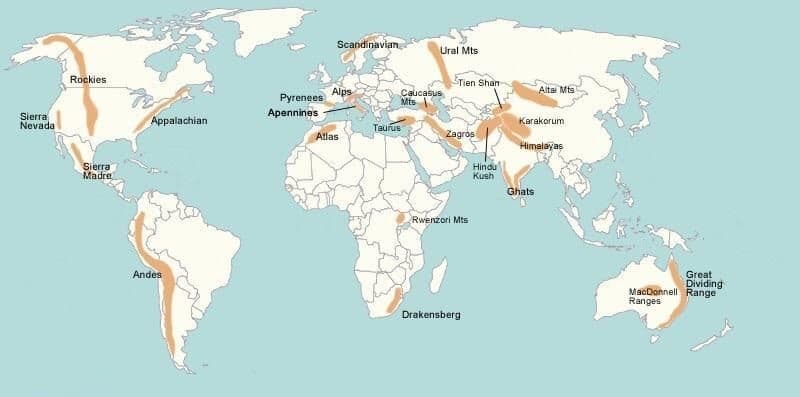 Scandinavian
Ural Mts
Rockies
Tien Shan
Alps
Altai Mts
Caucasus
Mts
Pyrenees
Apennines
Sierra
Nevada
Appalachian
Karakorum
Taurus
Zagros
Atlas
Himalayas
Sierra
Madre
Hindu
Kush
Ghats
Rwenzori Mts
Andes
Great
Dividing
Range
MacDonnell
Ranges
Drakensberg